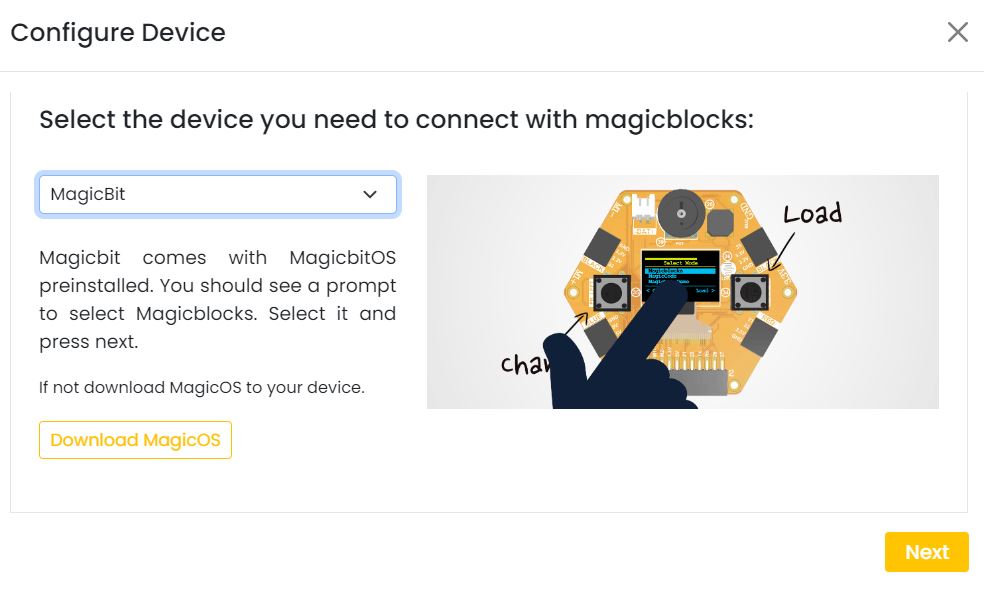 Configure Device
Select the device you need to connect with magicblocks:
MagicBit
Magicbit comes with MagicbitOS
preinstalled. You should see a prompt
to select Magicblocks. Select it and
press next.
If not download MagicOS to your device.
Download MagicOS
Load
Select Mode
Magicblocks
MagicCode
Load >
Next